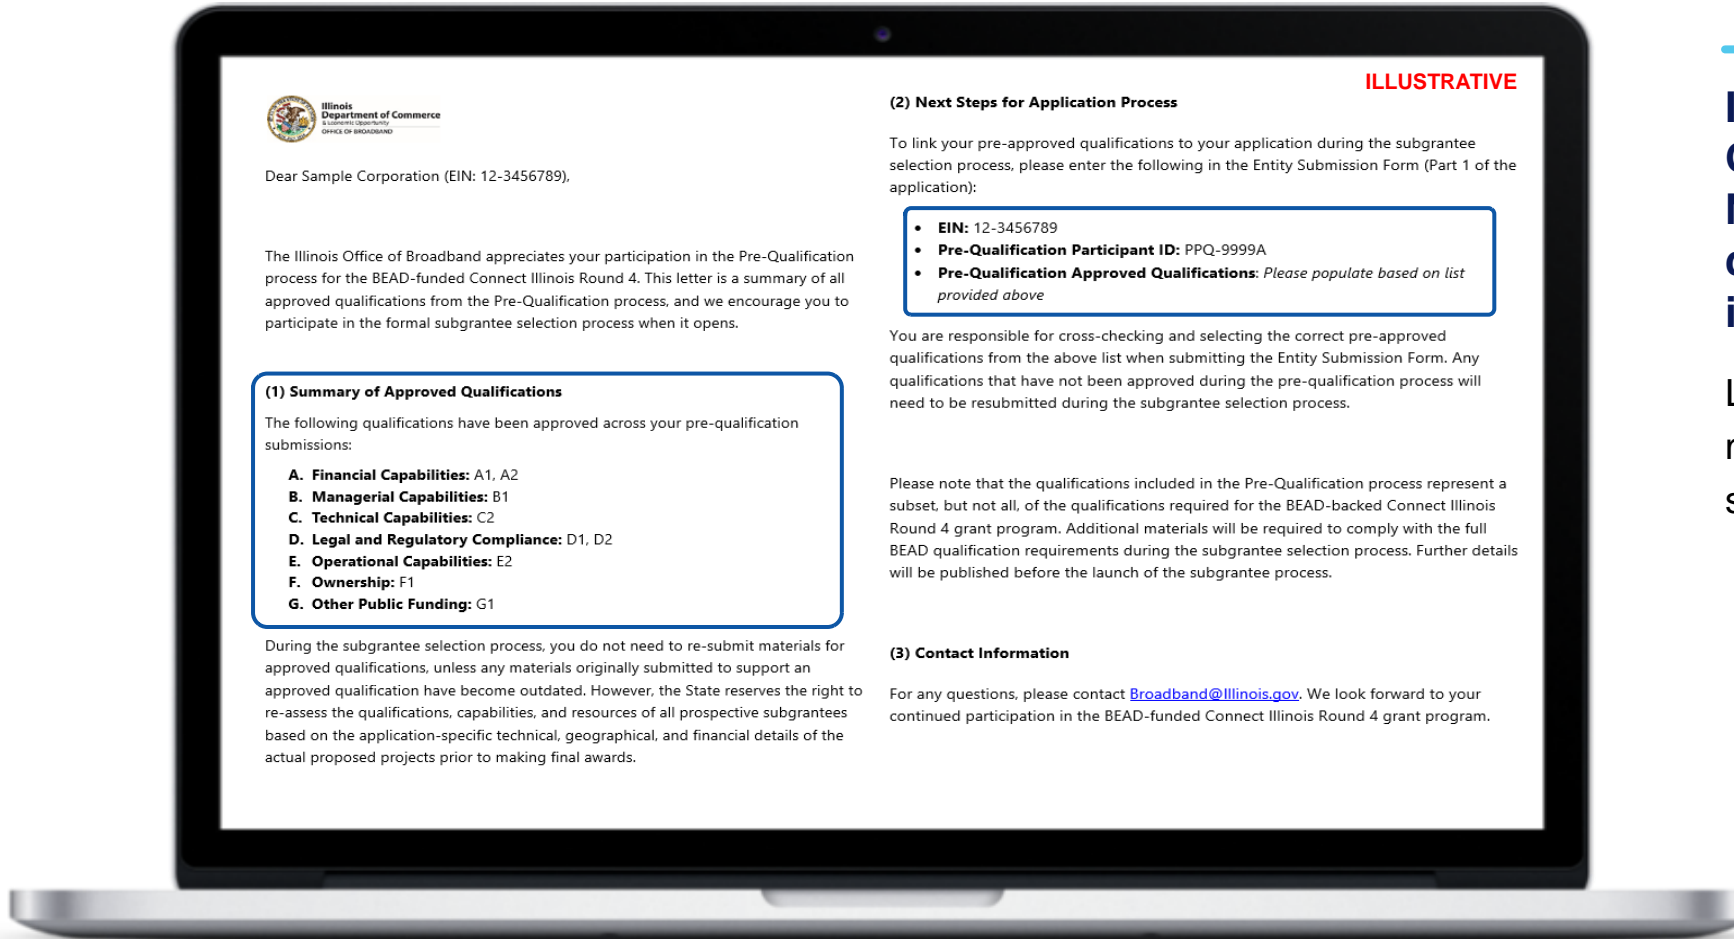 ILLUSTRATIVE
Illinois
Department of Commerce
& Economic Opportunity
OFFICE OF BROADBAND
Dear Sample Corporation (EIN: 12-3456789),
The Illinois Office of Broadband appreciates your participation in the Pre-Qualification
process for the BEAD-funded Connect Illinois Round 4. This letter is a summary of all
approved qualifications from the Pre-Qualification process, and we encourage you to
participate in the formal subgrantee selection process when it opens.
(1) Summary of Approved Qualifications
The following qualifications have been approved across your pre-qualification
submissions:
A. Financial Capabilities: A1, A2
B. Managerial Capabilities: B1
C. Technical Capabilities: C2
D. Legal and Regulatory Compliance: D1, D2
E. Operational Capabilities: E2
F. Ownership: F1
G. Other Public Funding: G1
During the subgrantee selection process, you do not need to re-submit materials for
approved qualifications, unless any materials originally submitted to support an
approved qualification have become outdated. However, the State reserves the right to
re-assess the qualifications, capabilities, and resources of all prospective subgrantees
based on the application-specific technical, geographical, and financial details of the
actual proposed projects prior to making final awards.
(2) Next Steps for Application Process
To link your pre-approved qualifications to your application during the subgrantee
selection process, please enter the following in the Entity Submission Form (Part 1 of the
application):
• EIN: 12-3456789
• Pre-Qualification Participant ID: PPQ-9999A
• Pre-Qualification Approved Qualifications: Please populate based on list
provided above
You are responsible for cross-checking and selecting the correct pre-approved
qualifications from the above list when submitting the Entity Submission Form. Any
qualifications that have not been approved during the pre-qualification process will
need to be resubmitted during the subgrantee selection process.
Please note that the qualifications included in the Pre-Qualification process represent a
subset, but not all, of the qualifications required for the BEAD-backed Connect Illinois
Round 4 grant program. Additional materials will be required to comply with the full
BEAD qualification requirements during the subgrantee selection process. Further details
will be published before the launch of the subgrantee process.
(3) Contact Information
For any questions, please contact Broadband@Illinois.gov. We look forward to your
continued participation in the BEAD-funded Connect Illinois Round 4 grant program.